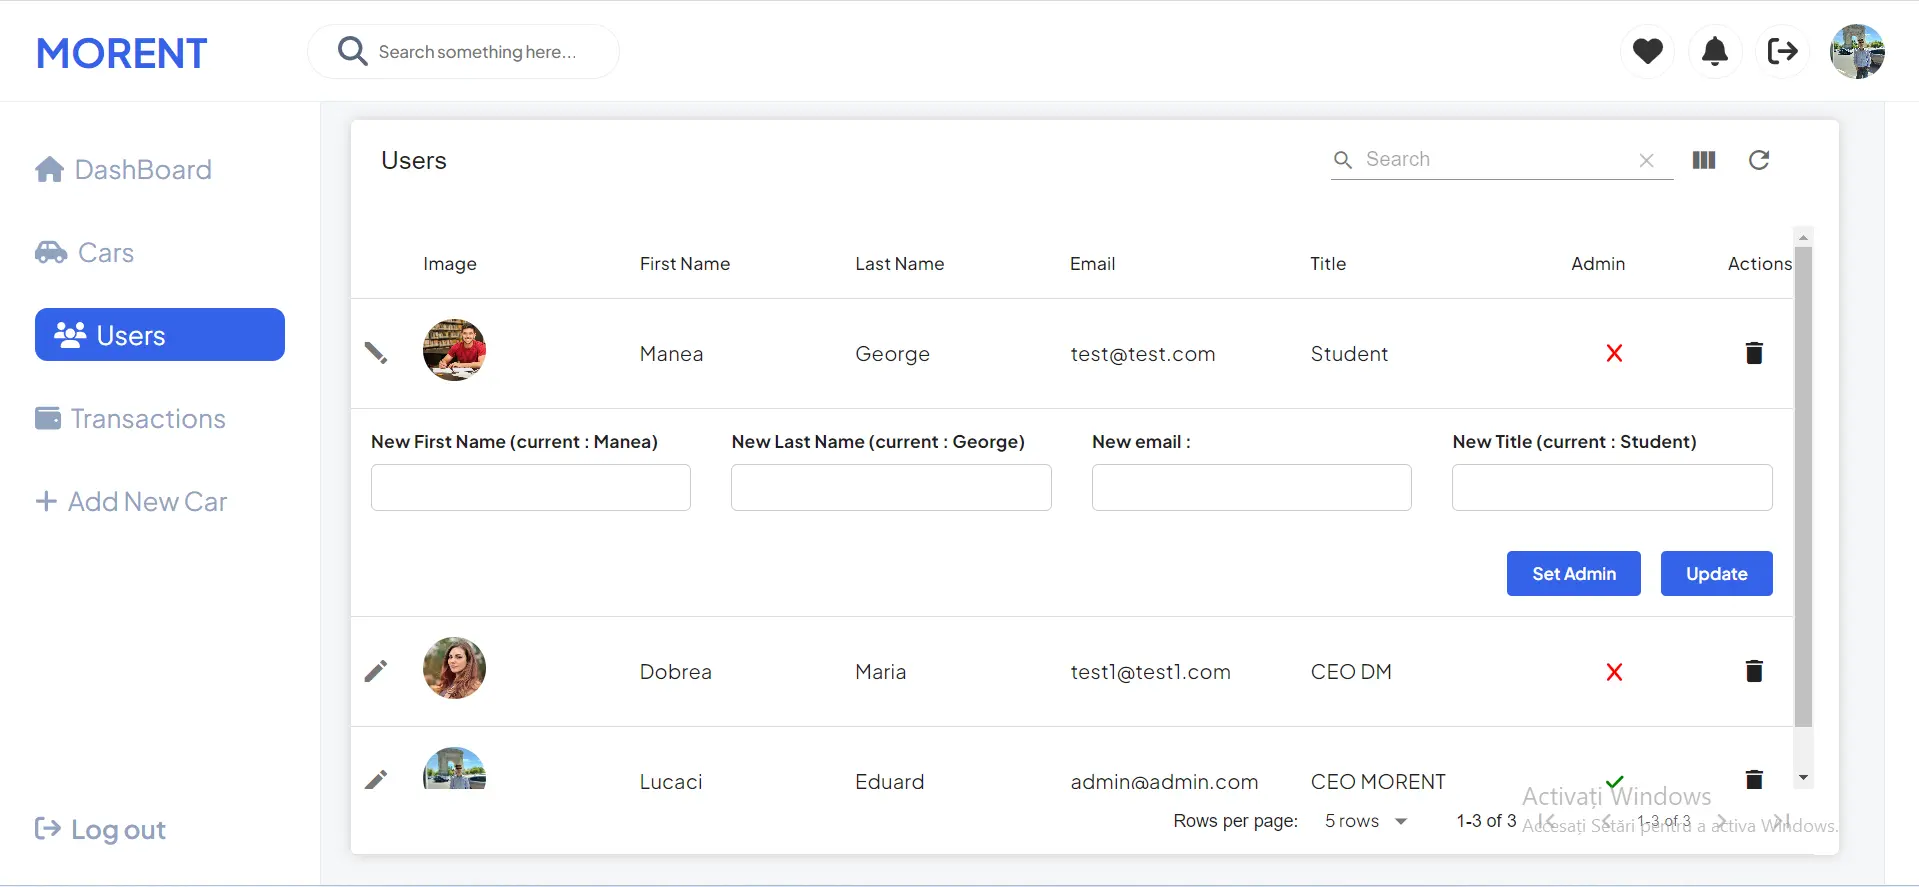 MORENT
Search something here...
DashBoard
Cars
Users
Transactions
Add New Car
Log out
Users
Search
Image First Name Last Name Email Title Admin Actions
Manea George test@test.com Student
New First Name (current : Manea) New Last Name (current : George) New email : New Title (current : Student)
Set Admin Update
Dobrea Maria test1@test1.com CEO DM
Lucaci Eduard admin@admin.com CEO MORENT
Activați Windows
Rows per page: 5 rows 1-3 of 3 1-3 of 3
Accesați Setări pentru a activa Windows.